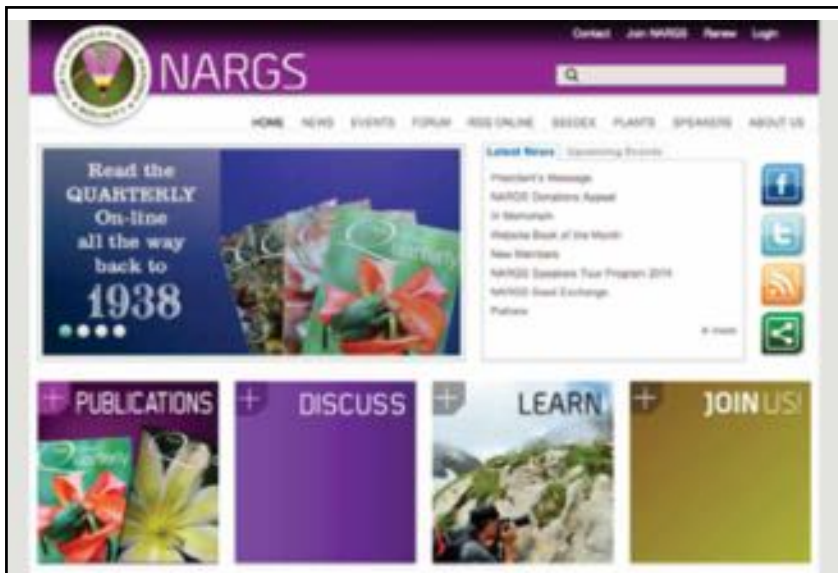 Contact Join NARGS Renew Login
NARGS
HOME NEWS EVENTS FORUM ONLINE SEEDEX PLANTS SPEAKERS ABOUT US
Read the
QUARTERLY
On-line
all the way
back to
1938
Latest News Upcoming Events
President's Message
NARGS Donations Appeal
In Memoriam
Website Book of the Month
New Members
NARGS Speakers Tour Program 2014
NARGS Seed Exchange
more
PUBLICATIONS
DISCUSS
LEARN
JOIN US!